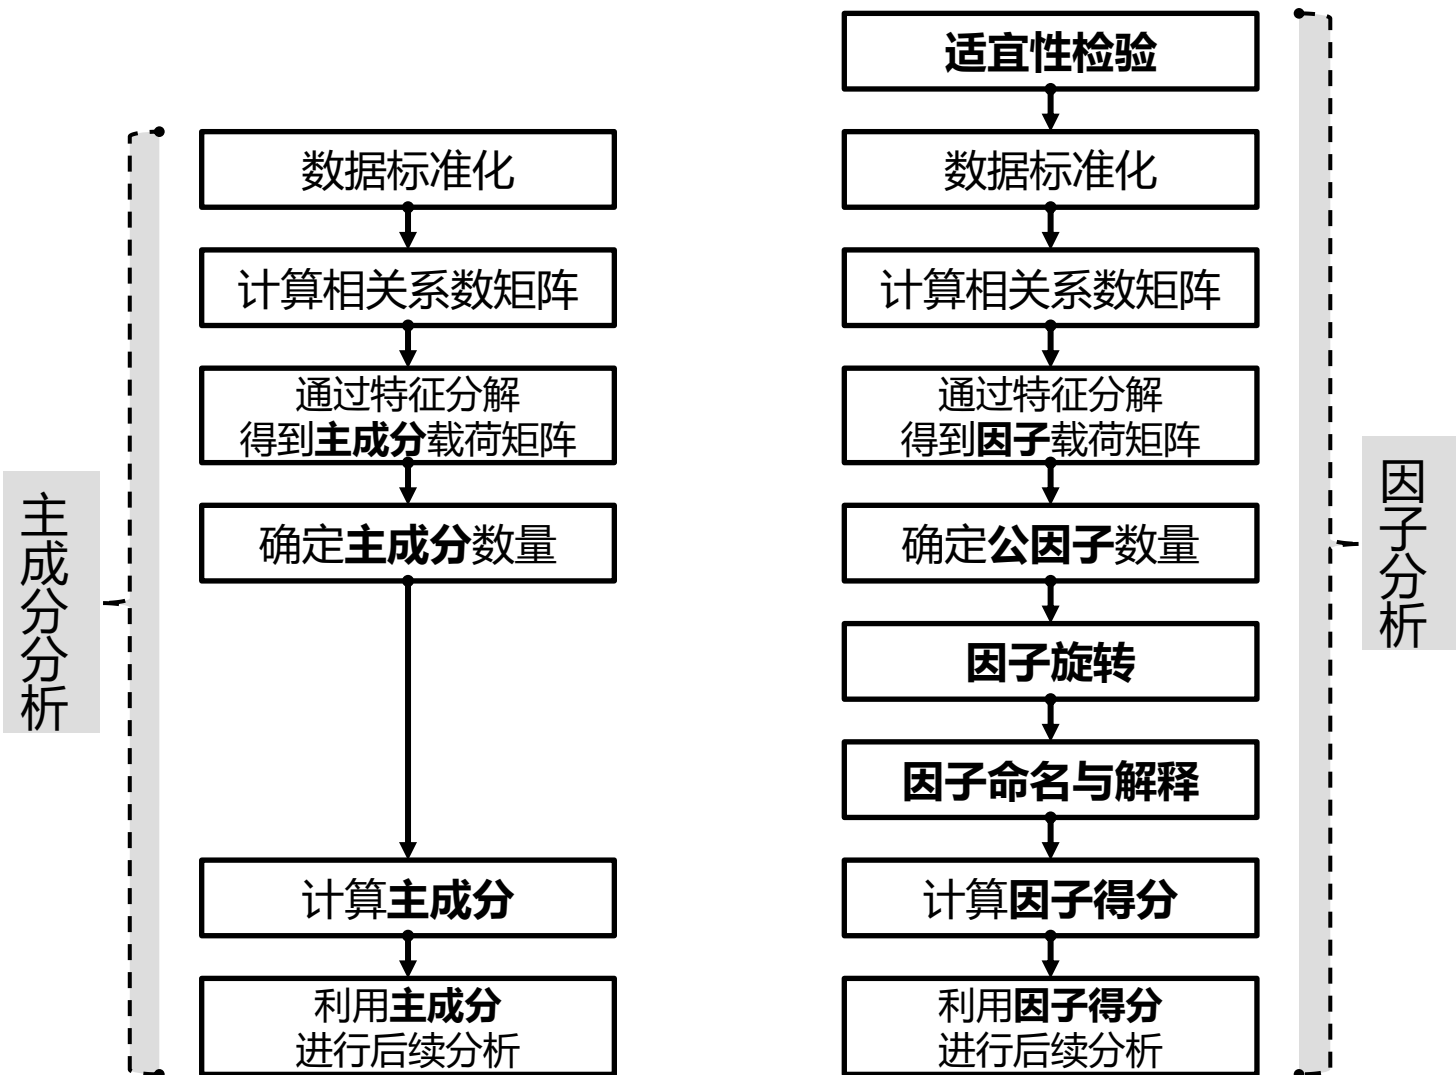 主成分分析
数据标准化
计算相关系数矩阵
通过特征分解
得到主成分载荷矩阵
确定主成分数量
计算主成分
利用主成分
进行后续分析
适宜性检验
数据标准化
计算相关系数矩阵
通过特征分解
得到因子载荷矩阵
确定公因子数量
因子旋转
因子命名与解释
计算因子得分
利用因子得分
进行后续分析
因子分析